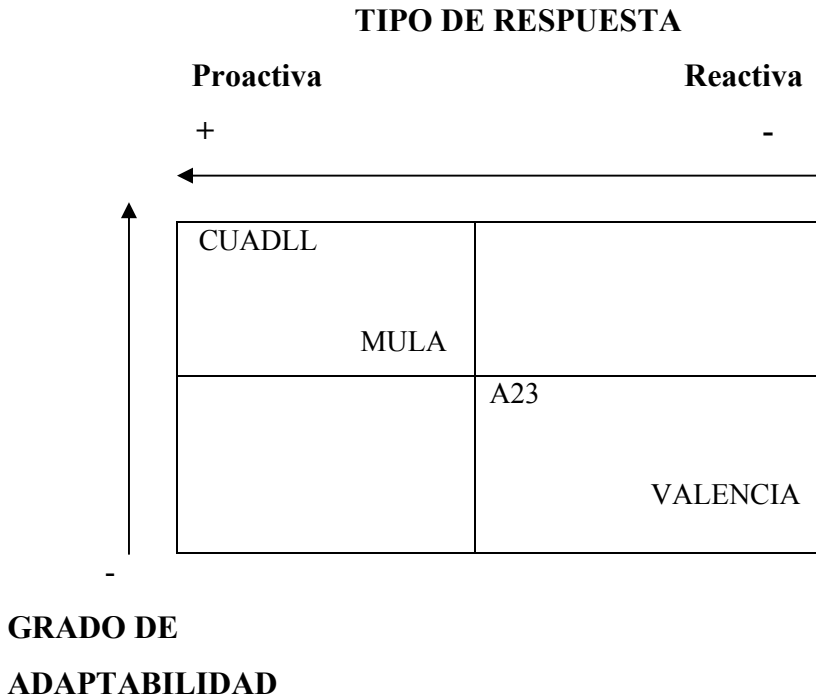 TIPO DE RESPUESTA
Proactiva Reactiva
+ -
CUADLL
MULA
A23
VALENCIA
-
GRADO DE
ADAPTABILIDAD